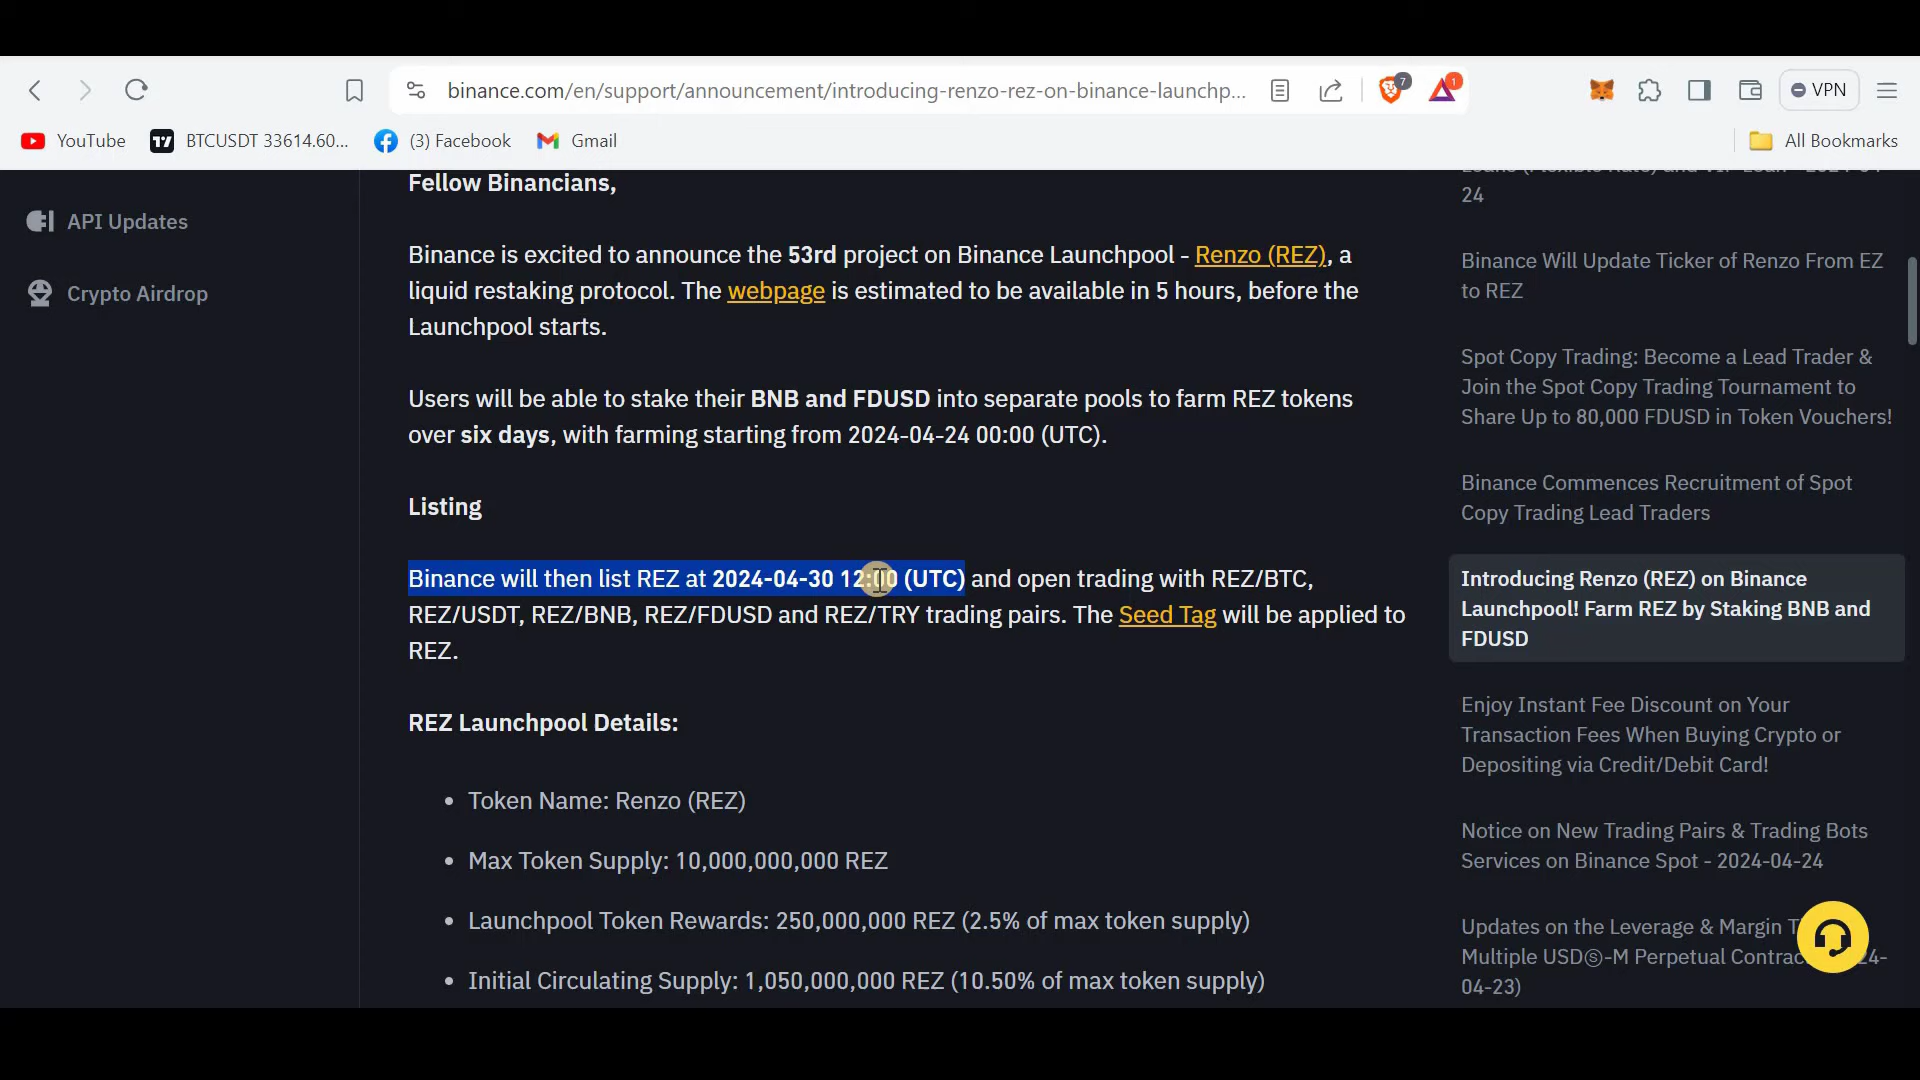 binance.com/en/support/announcement/introducing-renzo-rez-on-binance-launchp...
7
1
VPN
YouTube
BTCUSDT 33614.60...
(3) Facebook
Gmail
All Bookmarks
API Updates
Crypto Airdrop
Fellow Binancians,
Binance is excited to announce the 53rd project on Binance Launchpool - Renzo (REZ), a
liquid restaking protocol. The webpage is estimated to be available in 5 hours, before the
Launchpool starts.
Users will be able to stake their BNB and FDUSD into separate pools to farm REZ tokens
over six days, with farming starting from 2024-04-24 00:00 (UTC).
Listing
Binance will then list REZ at 2024-04-30 12:00 (UTC) and open trading with REZ/BTC,
REZ/USDT, REZ/BNB, REZ/FDUSD and REZ/TRY trading pairs. The Seed Tag will be applied to
REZ.
REZ Launchpool Details:
• Token Name: Renzo (REZ)
• Max Token Supply: 10,000,000,000 REZ
• Launchpool Token Rewards: 250,000,000 REZ (2.5% of max token supply)
• Initial Circulating Supply: 1,050,000,000 REZ (10.50% of max token supply)
24
Binance Will Update Ticker of Renzo From EZ
to REZ
Spot Copy Trading: Become a Lead Trader &
Join the Spot Copy Trading Tournament to
Share Up to 80,000 FDUSD in Token Vouchers!
Binance Commences Recruitment of Spot
Copy Trading Lead Traders
Introducing Renzo (REZ) on Binance
Launchpool! Farm REZ by Staking BNB and
FDUSD
Enjoy Instant Fee Discount on Your
Transaction Fees When Buying Crypto or
Depositing via Credit/Debit Card!
Notice on New Trading Pairs & Trading Bots
Services on Binance Spot - 2024-04-24
Updates on the Leverage & Margin
Multiple USDⓈ-M Perpetual
04-23)